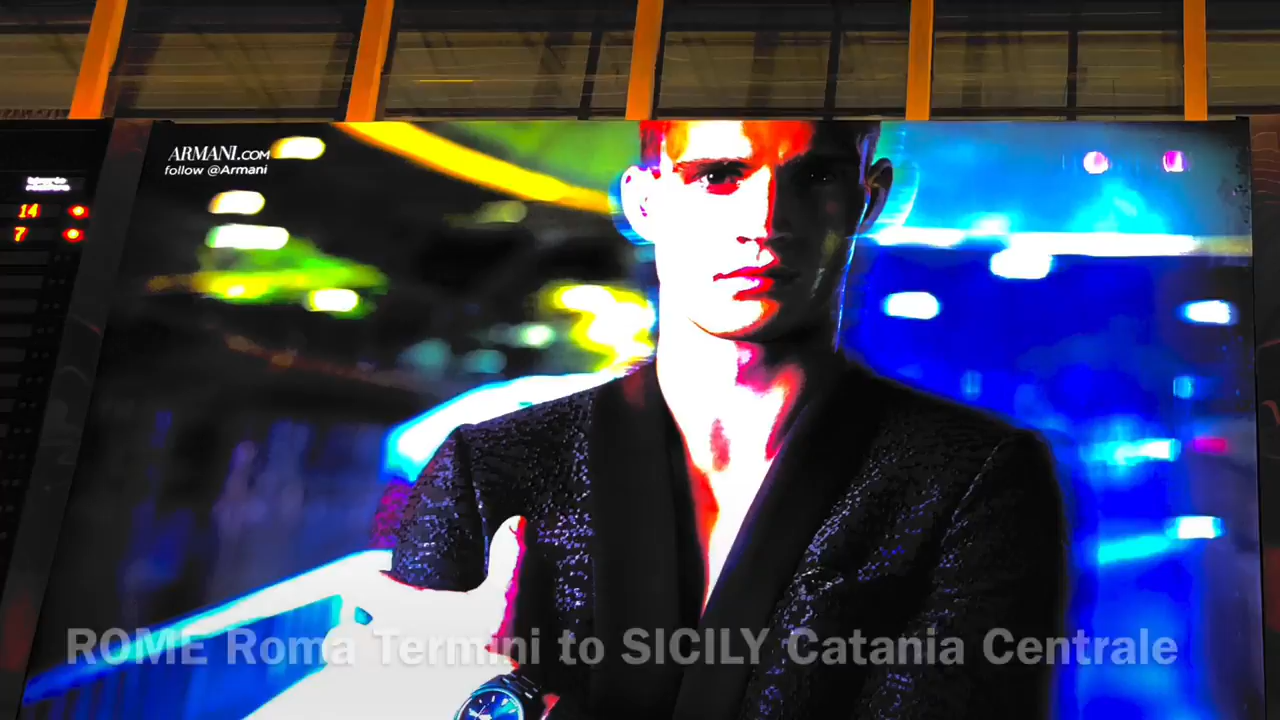 ARMANI.COM
follow @Armani
14
7
ROME Roma Termini to SICILY Catania Centrale